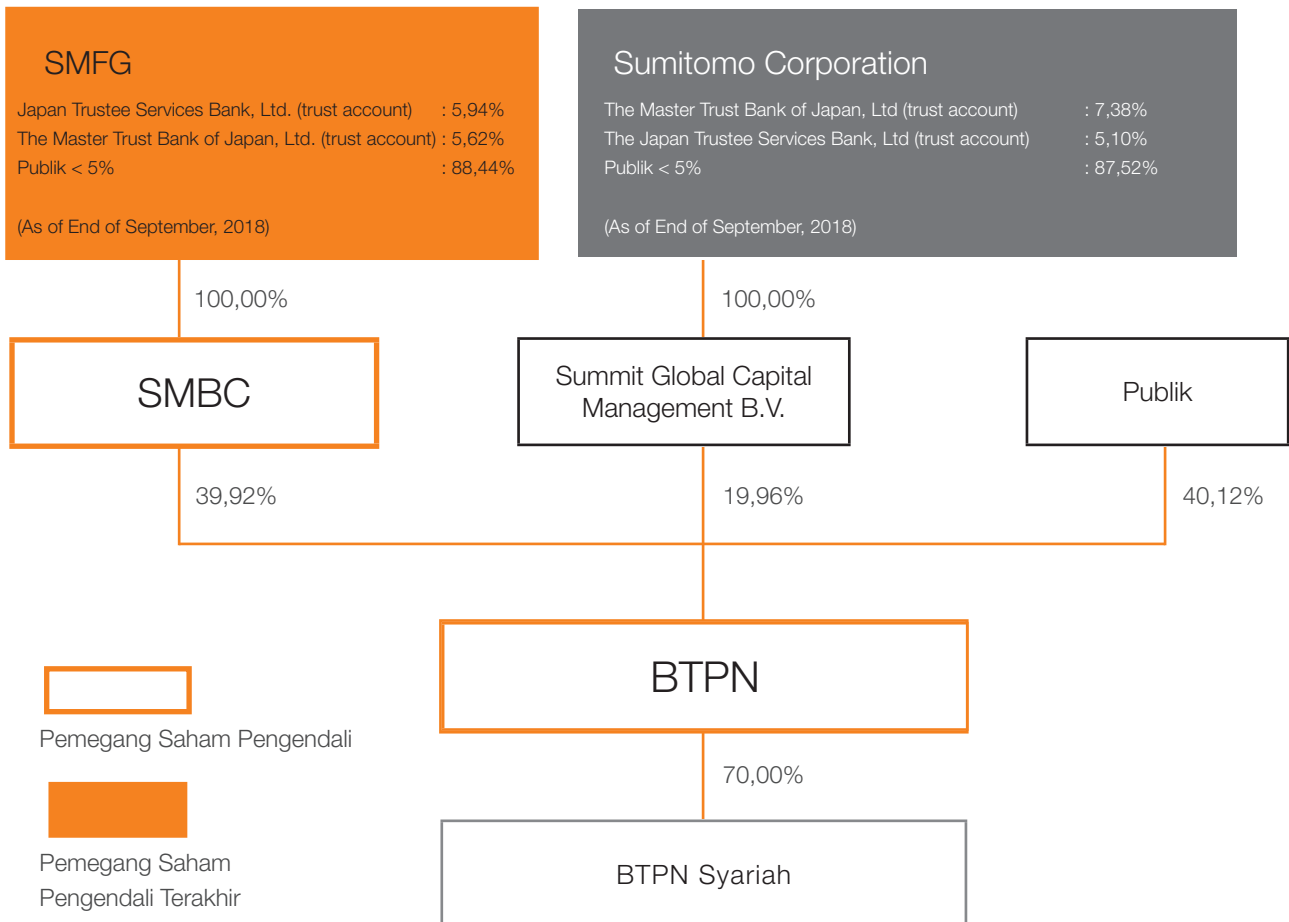 SMFG
Japan Trustee Services Bank, Ltd. (trust account) : 5,94%
The Master Trust Bank of Japan, Ltd. (trust account) : 5,62%
Publik < 5% : 88,44%
(As of End of September, 2018)
Sumitomo Corporation
The Master Trust Bank of Japan, Ltd (trust account) : 7,38%
The Japan Trustee Services Bank, Ltd (trust account) : 5,10%
Publik < 5% : 87,52%
(As of End of September, 2018)
100,00%
100,00%
SMBC
Summit Global Capital
Management B.V.
Publik
39,92%
19,96%
40,12%
BTPN
Pemegang Saham Pengendali
70,00%
Pemegang Saham
Pengendali Terakhir
BTPN Syariah